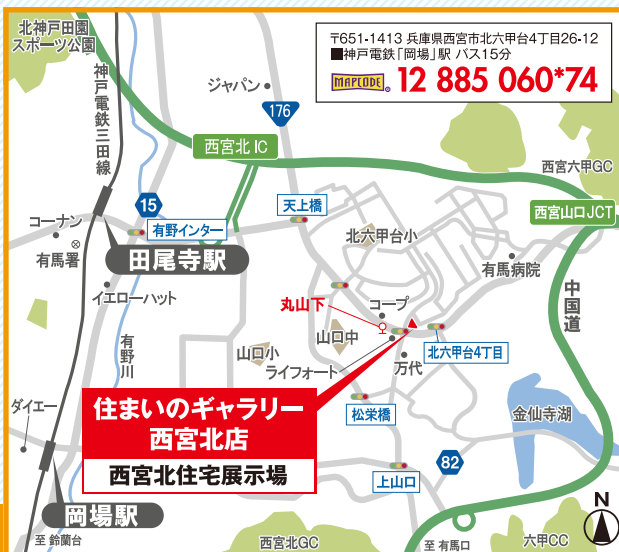 〒651-1413 兵庫県西宮市北六甲台4丁目26-12
■神戸電鉄「岡場」駅 バス15分
MAPCODE® 12 885 060*74
北神戸田園
スポーツ公園
神戸電鉄三田線
ジャパン
176
西宮北IC
西宮六甲GC
15
有野インター
天上橋
西宮山口JCT
コーナン
有馬署
田尾寺駅
北六甲台小
有馬病院
イエローハット
丸山下
コープ
中国道
有野川
山口小
山口中
ライフォート
万代
北六甲台4丁目
住まいのギャラリー
西宮北店
西宮北住宅展示場
ダイエー
松栄橋
金仙寺湖
82
上山口
岡場駅
N
至 鈴蘭台
西宮北GC
至 有馬口
六甲CC